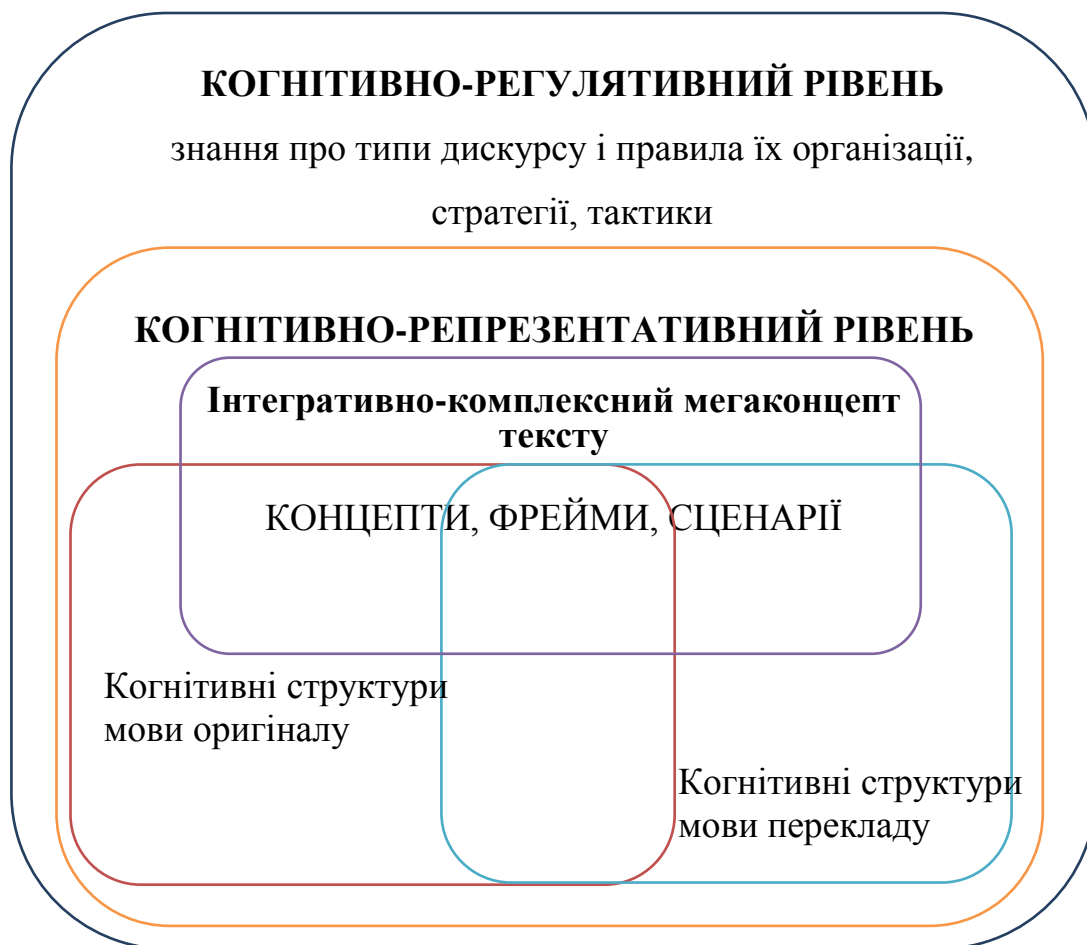 КОГНІТИВНО-РЕГУЛЯТИВНИЙ РІВЕНЬ
знання про типи дискурсу і правила їх організації,
стратегії, тактики
КОГНІТИВНО-РЕПРЕЗЕНТАТИВНИЙ РІВЕНЬ
Інтегративно-комплексний мегаконцепт
тексту
КОНЦЕПТИ, ФРЕЙМИ, СЦЕНАРІЇ
Когнітивні структури
мови оригіналу
Когнітивні структури
мови перекладу